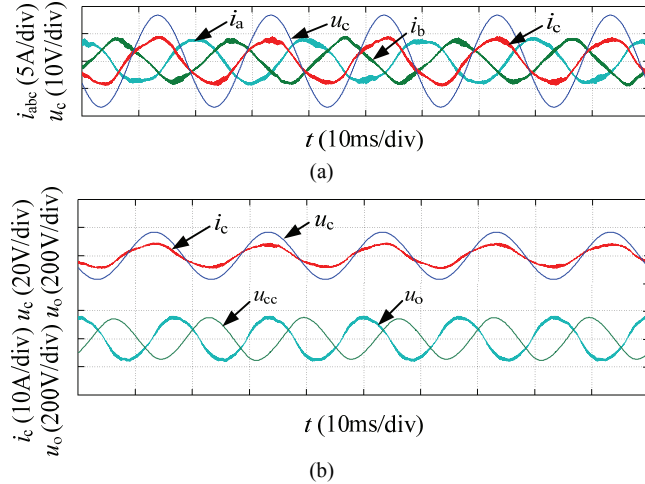 i_a u_c i_b i_c
i_abc (5A/div)
u_c (10V/div)
t (10ms/div)
(a)
i_c u_c
u_cc u_o
i_c (10A/div) u_c (20V/div)
u_o (200V/div) u_o (200V/div)
t (10ms/div)
(b)